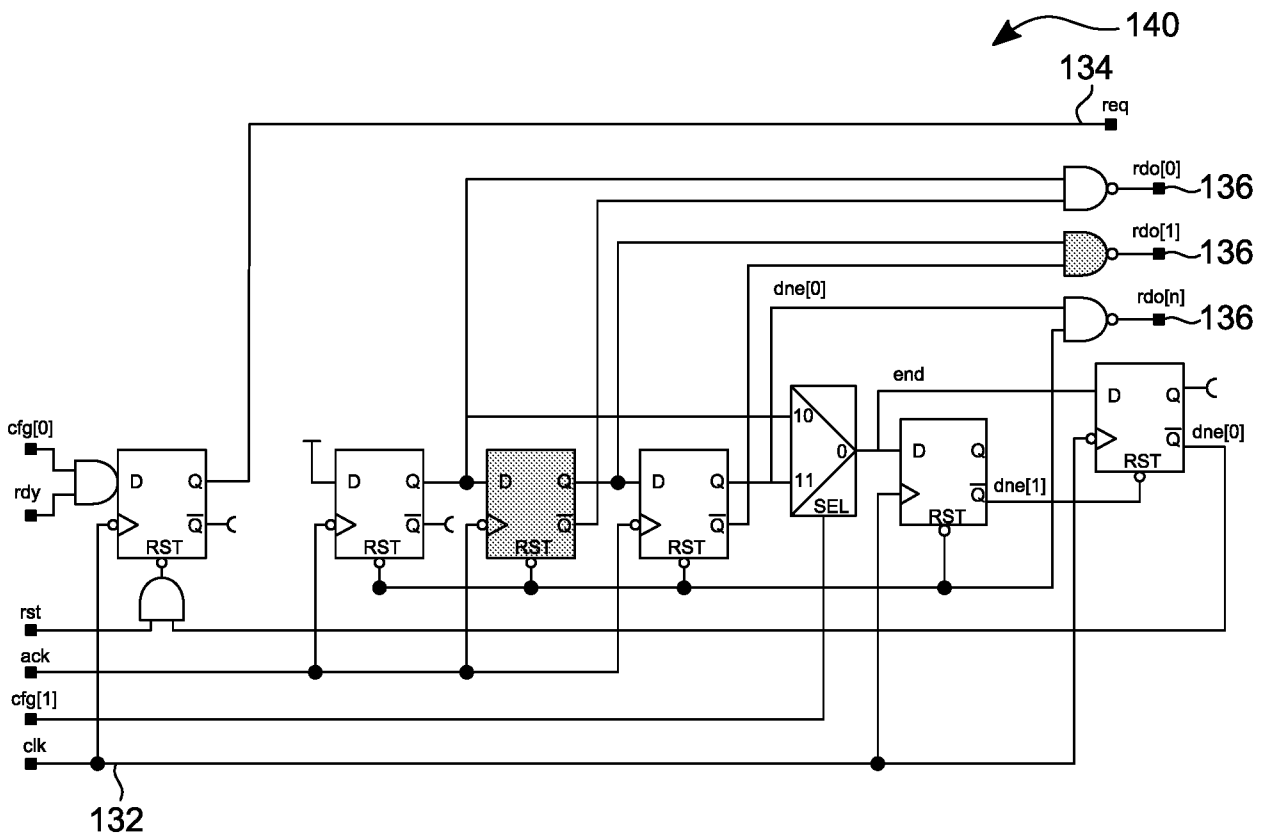 140
134
req
rdo[0]
136
rdo[1]
136
dne[0]
rdo[n]
136
end
D Q
Q
RST
dne[0]
cfg[0]
rdy
D Q
Q
RST
D Q
Q
RST
D Q
Q
RST
D Q
Q
RST
10
11
0
SEL
D Q
Q
RST
dne[1]
rst
ack
cfg[1]
clk
132